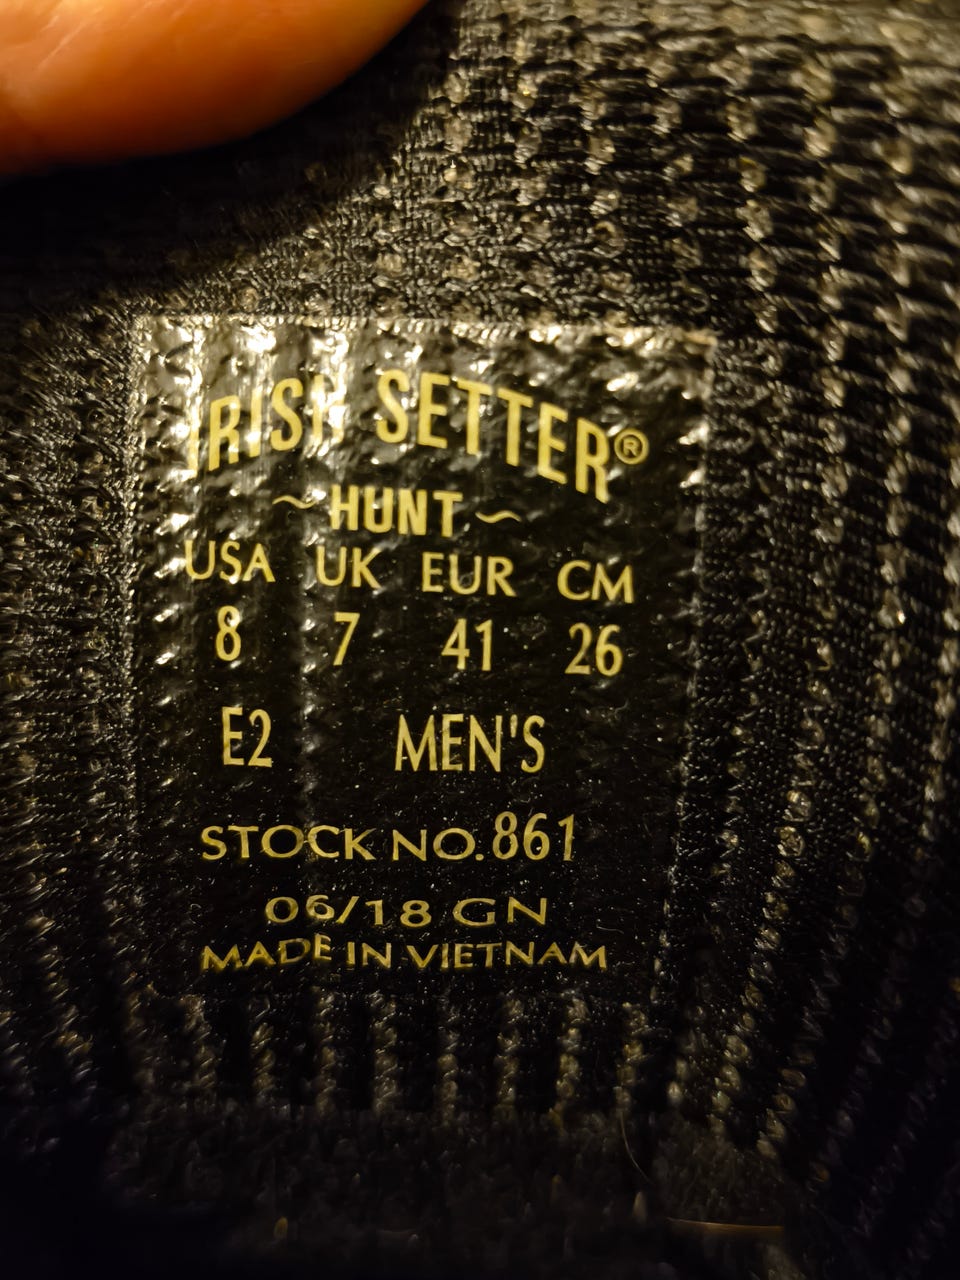 IRISH SETTER®
~ HUNT ~
USA UK EUR CM
8 7 41 26
E2 MEN'S
STOCK NO. 861
06/18 GN
MADE IN VIETNAM